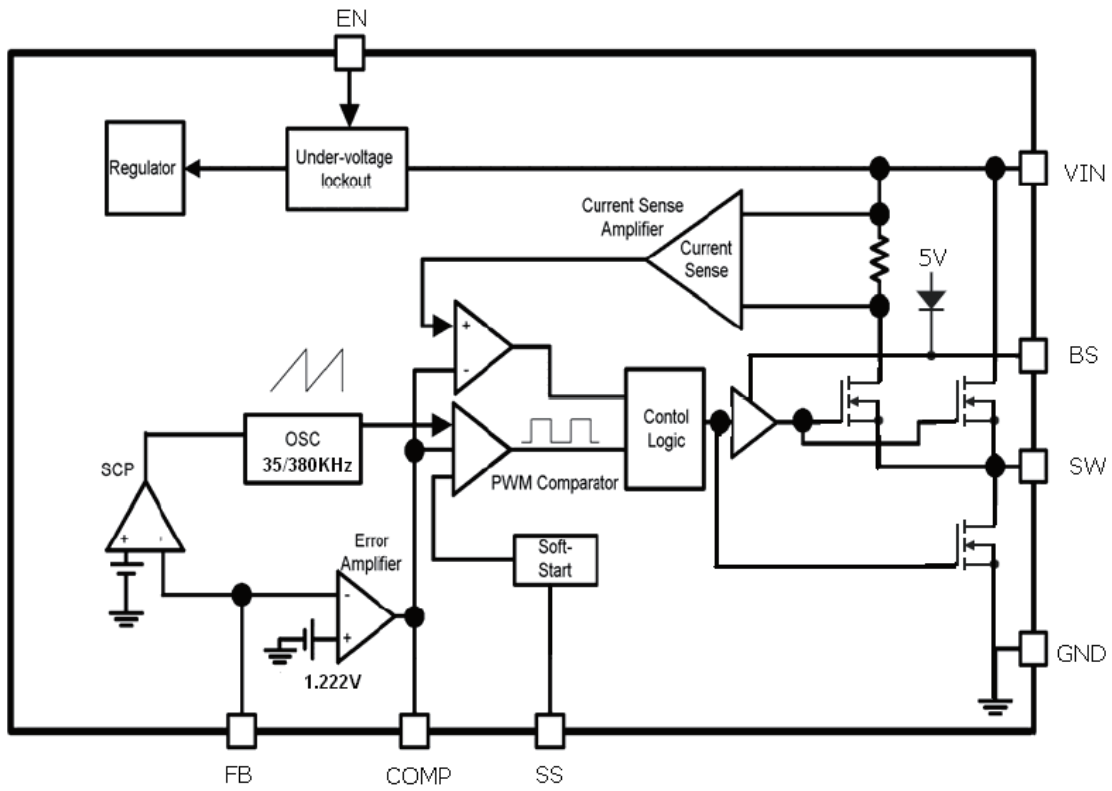 EN
Regulator
Under-voltage
lockout
VIN
Current Sense
Amplifier
Current
Sense
5V
+
-
BS
OSC
35/380KHz
Contol
Logic
SCP
PWM Comparator
SW
+ -
Error
Amplifier
Soft-
Start
-
+
1.222V
GND
FB
COMP
SS